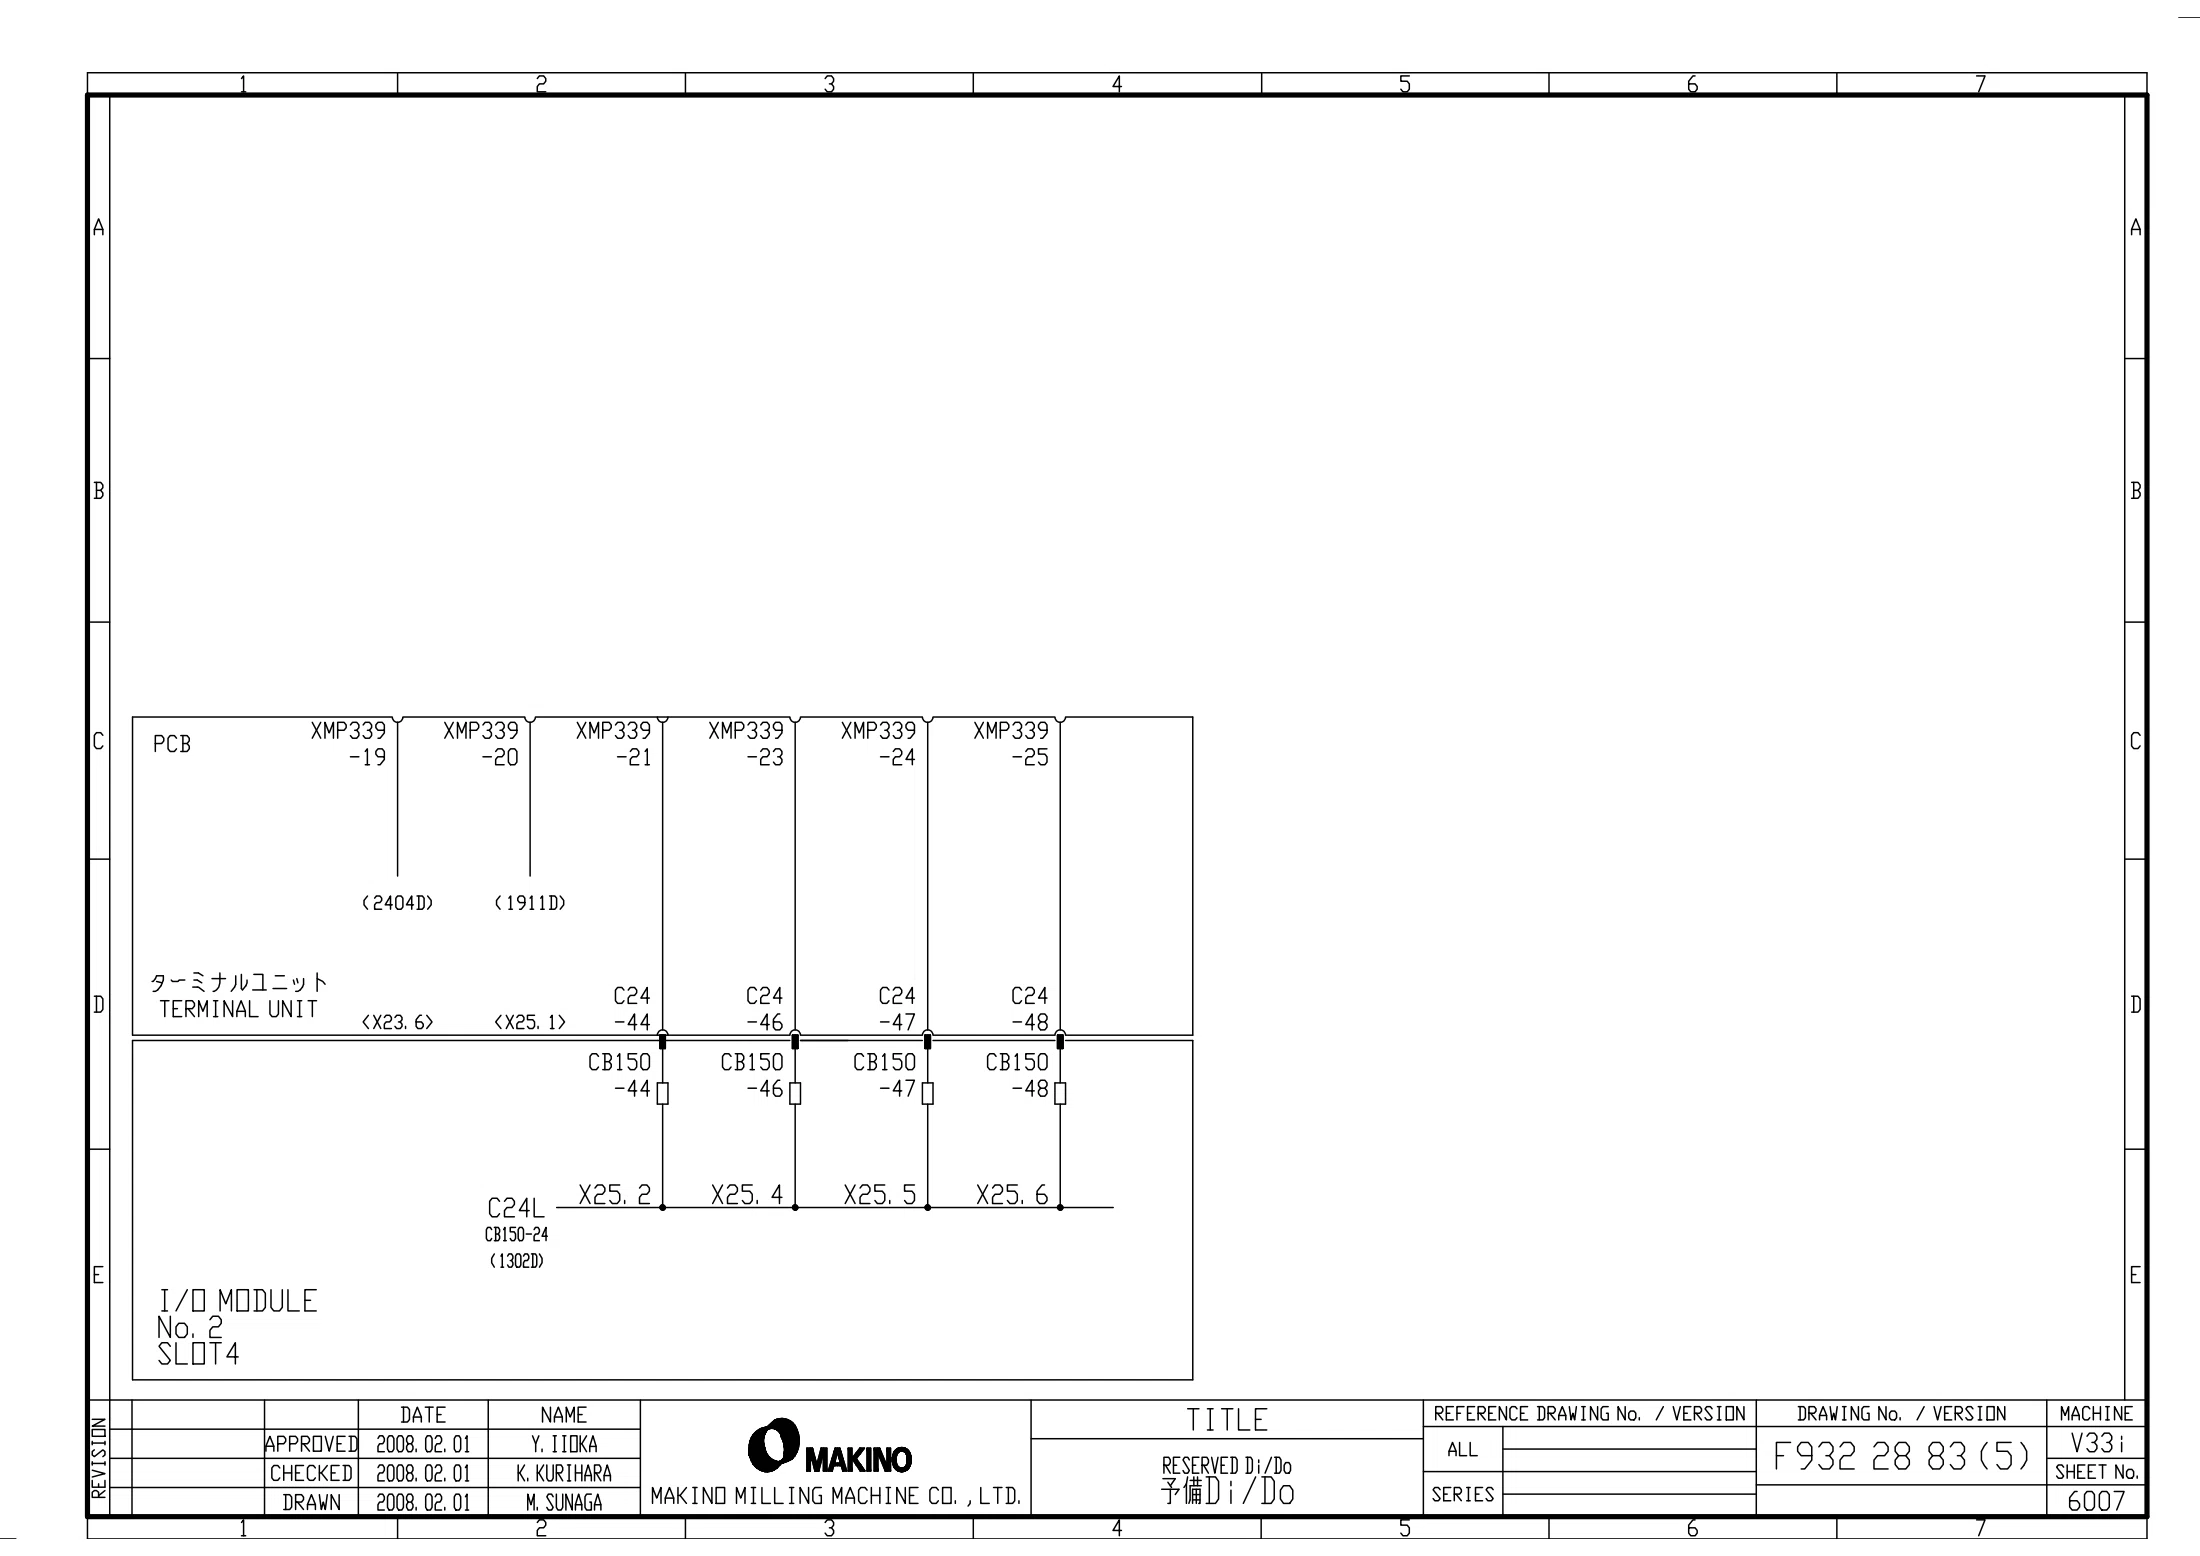 1 2 3 4 5 6 7
A A
B B
C C
D D
E E
PCB
XMP339 XMP339 XMP339 XMP339 XMP339 XMP339
-19 -20 -21 -23 -24 -25
(2404D) (1911D)
ターミナルユニット
TERMINAL UNIT
<X23.6> <X25.1>
C24 C24 C24 C24
-44 -46 -47 -48
CB150 CB150 CB150 CB150
-44 -46 -47 -48
X25.2 X25.4 X25.5 X25.6
C24L
CB150-24
(1302D)
I/O MODULE
No.2
SLOT4
REVISION
DATE NAME
APPROVED 2008.02.01 Y.IIOKA
CHECKED 2008.02.01 K.KURIHARA
DRAWN 2008.02.01 M.SUNAGA
MAKINO
MAKINO MILLING MACHINE CO.,LTD.
TITLE
RESERVED Di/Do
予備Di/Do
REFERENCE DRAWING No. / VERSION
ALL
SERIES
DRAWING No. / VERSION
F932 28 83(5)
MACHINE
V33i
SHEET No.
6007
1 2 3 4 5 6 7